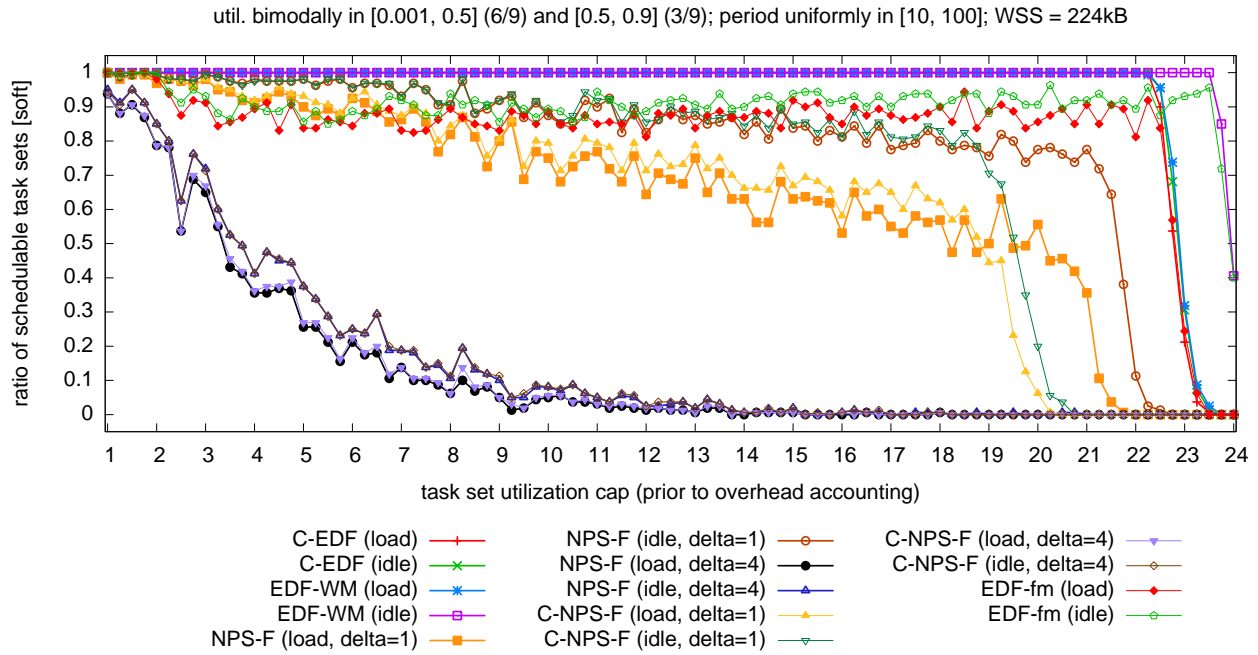 util. bimodally in [0.001, 0.5] (6/9) and [0.5, 0.9] (3/9); period uniformly in [10, 100]; WSS = 224kB
ratio of schedulable task sets [soft]
1
0.9
0.8
0.7
0.6
0.5
0.4
0.3
0.2
0.1
0
1 2 3 4 5 6 7 8 9 10 11 12 13 14 15 16 17 18 19 20 21 22 23 24
task set utilization cap (prior to overhead accounting)
C-EDF (load)
C-EDF (idle)
EDF-WM (load)
EDF-WM (idle)
NPS-F (load, delta=1)
NPS-F (idle, delta=1)
NPS-F (load, delta=4)
NPS-F (idle, delta=4)
C-NPS-F (load, delta=1)
C-NPS-F (idle, delta=1)
C-NPS-F (load, delta=4)
C-NPS-F (idle, delta=4)
EDF-fm (load)
EDF-fm (idle)